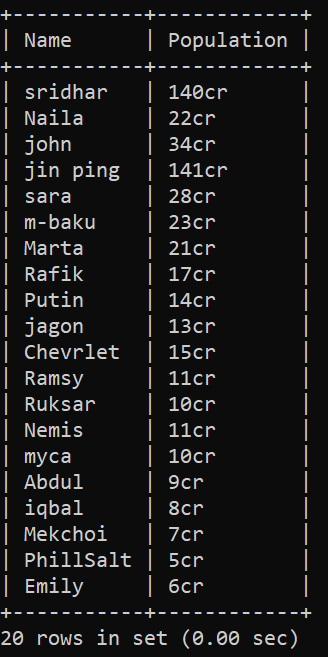 +-----------+------------+
| Name      | Population |
+-----------+------------+
| sridhar   | 140cr      |
| Naila     | 22cr       |
| john      | 34cr       |
| jin ping  | 141cr      |
| sara      | 28cr       |
| m-baku    | 23cr       |
| Marta     | 21cr       |
| Rafik     | 17cr       |
| Putin     | 14cr       |
| jagon     | 13cr       |
| Chevrlet  | 15cr       |
| Ramsy     | 11cr       |
| Ruksar    | 10cr       |
| Nemis     | 11cr       |
| myca      | 10cr       |
| Abdul     | 9cr        |
| iqbal     | 8cr        |
| Mekchoi   | 7cr        |
| PhillSalt | 5cr        |
| Emily     | 6cr        |
+-----------+------------+
20 rows in set (0.00 sec)